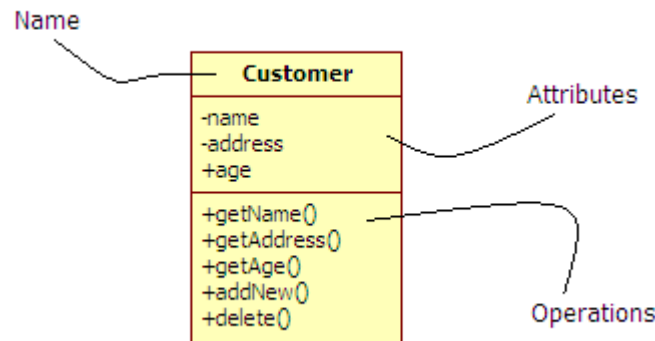 Name
Customer
Attributes
-name
-address
+age
+getName()
+getAddress()
+getAge()
+addNew()
+delete()
Operations